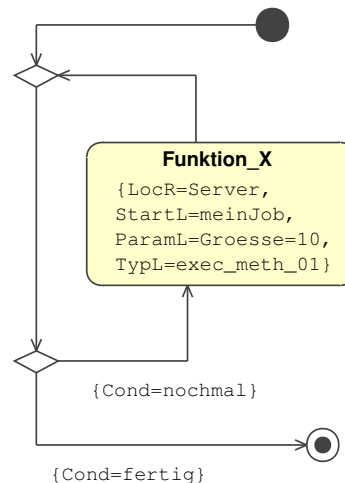 Funktion_X
{LocR=Server,
StartL=meinJob,
ParamL=Groesse=10,
TypL=exec_meth_01}
{Cond=nochmal}
{Cond=fertig}